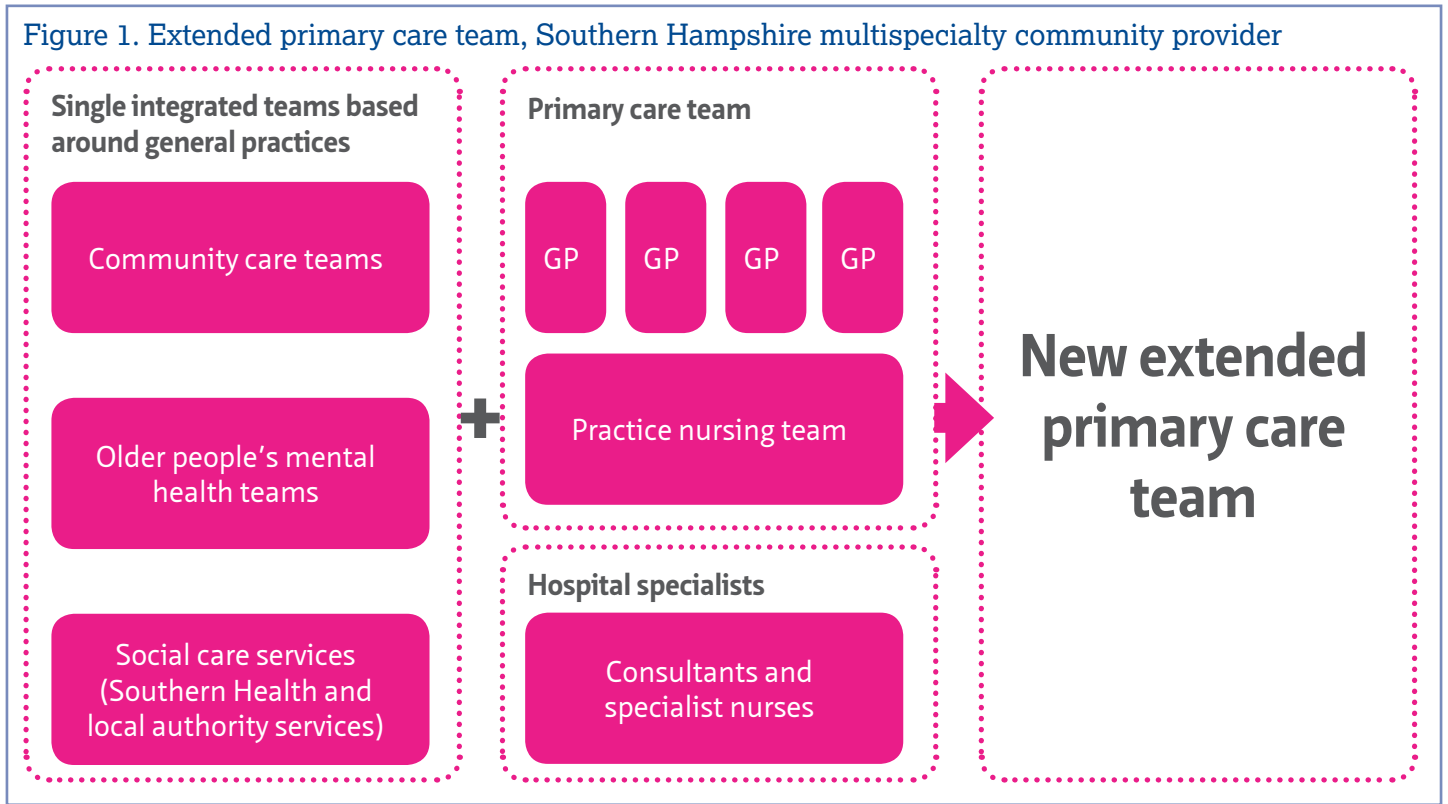 Figure 1. Extended primary care team, Southern Hampshire multispecialty community provider
Single integrated teams based
around general practices
Community care teams
Older people's mental
health teams
Social care services
(Southern Health and
local authority services)
+
Primary care team
GP GP GP GP
Practice nursing team
Hospital specialists
Consultants and
specialist nurses
New extended
primary care
team